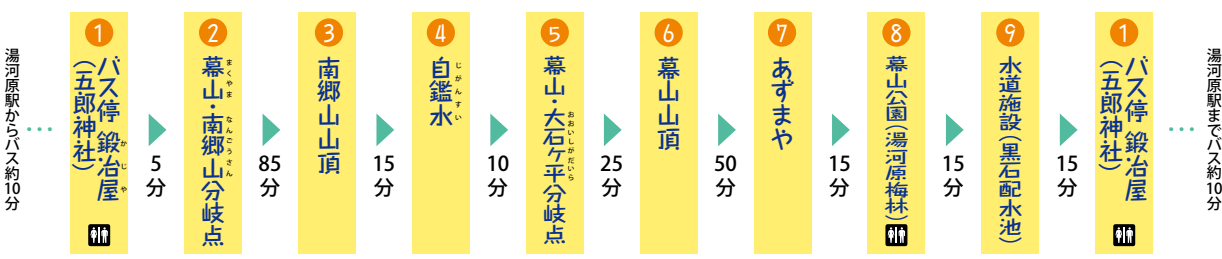 湯河原駅からバス約10分
1
バス停 鍛冶屋
かじや
(五郎神社)
5分
2
幕山・南郷山分岐点
まくやま なんごうさん
85分
3
南郷山山頂
15分
4
自鑑水
じがんすい
10分
5
幕山・大石ヶ平分岐点
おおいしがだいら
25分
6
幕山山頂
50分
7
あずまや
15分
8
幕山公園(湯河原梅林)
15分
9
水道施設(黒石配水池)
15分
1
バス停 鍛冶屋
かじや
(五郎神社)
湯河原駅までバス約10分